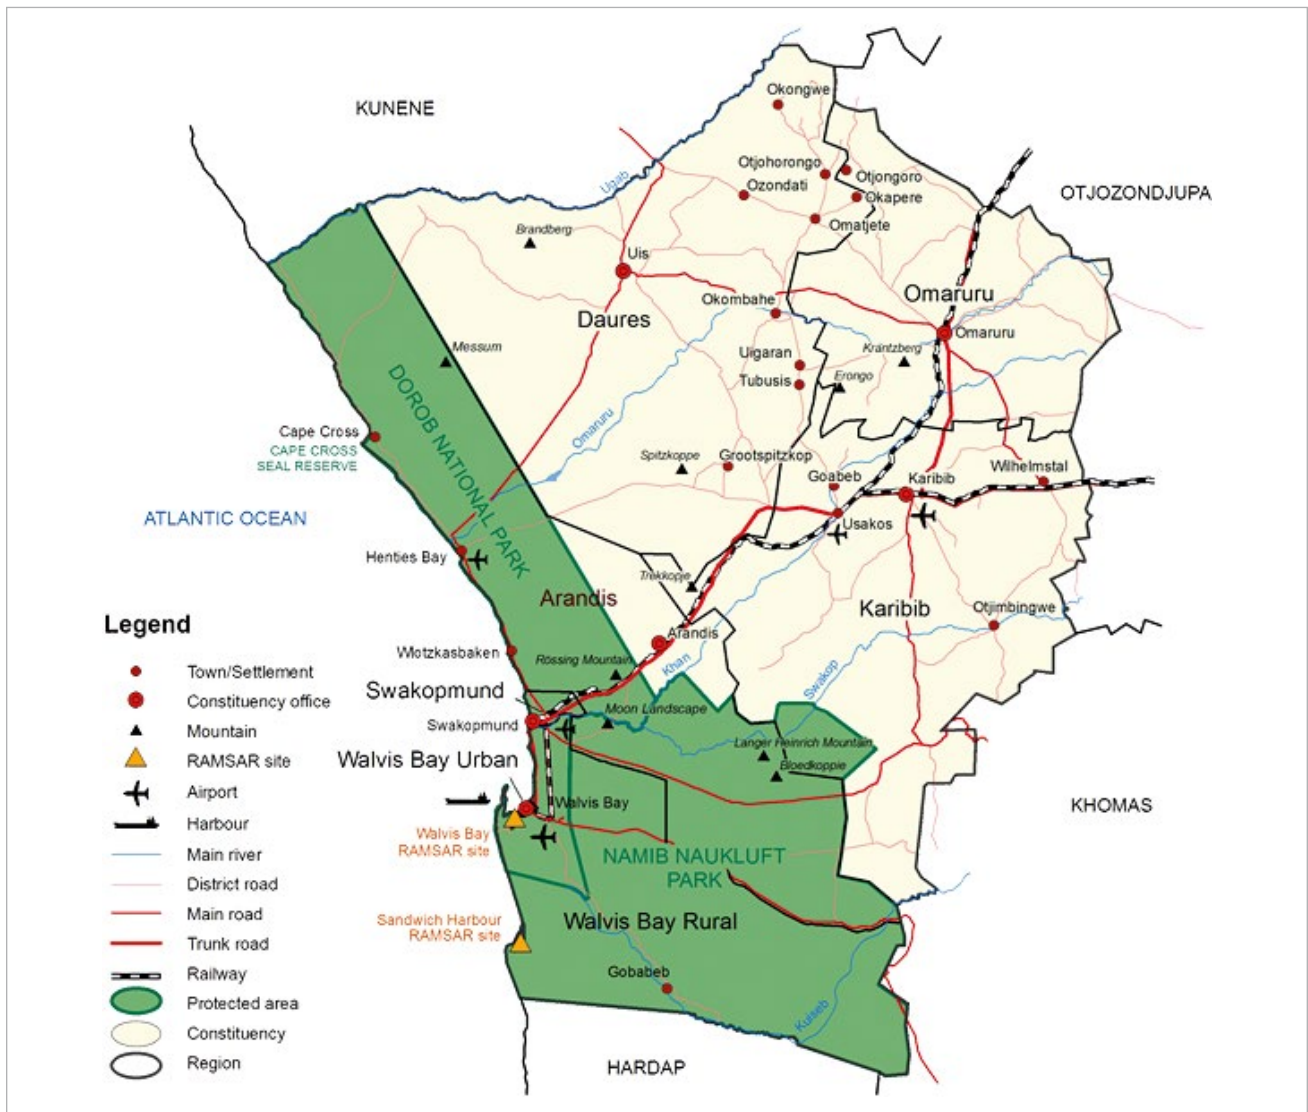 KUNENE
Okongwe
Otjohorongo
Otjongoro
Ozondati
Okapere
OTJOZONDJUPA
Ugab
Omatjete
Brandberg
Uis
Okombahe
Omaruru
Daures
Omaruru
Messum
Uigaran
Krantzberg
Tubusis
Erongo
DOROB NATIONAL PARK
Omaruru
Cape Cross
CAPE CROSS
SEAL RESERVE
Spitzkoppe
Grootspitzkop
Goabeb
Karibib
Wilhelmstal
ATLANTIC OCEAN
Usakos
Henties Bay
Trekkopje
Arandis
Karibib
Otjimbingwe
Arandis
Wlotzkasbaken
Rössing Mountain
Khan
Swakop
Swakopmund
Moon Landscape
Swakopmund
Langer Heinrich Mountain
Walvis Bay Urban
Bloedkoppie
Walvis Bay
KHOMAS
Walvis Bay
RAMSAR site
NAMIB NAUKLUFT
PARK
Sandwich Harbour
RAMSAR site
Walvis Bay Rural
Gobabeb
Kuiseb
HARDAP
Legend
Town/Settlement
Constituency office
Mountain
RAMSAR site
Airport
Harbour
Main river
District road
Main road
Trunk road
Railway
Protected area
Constituency
Region